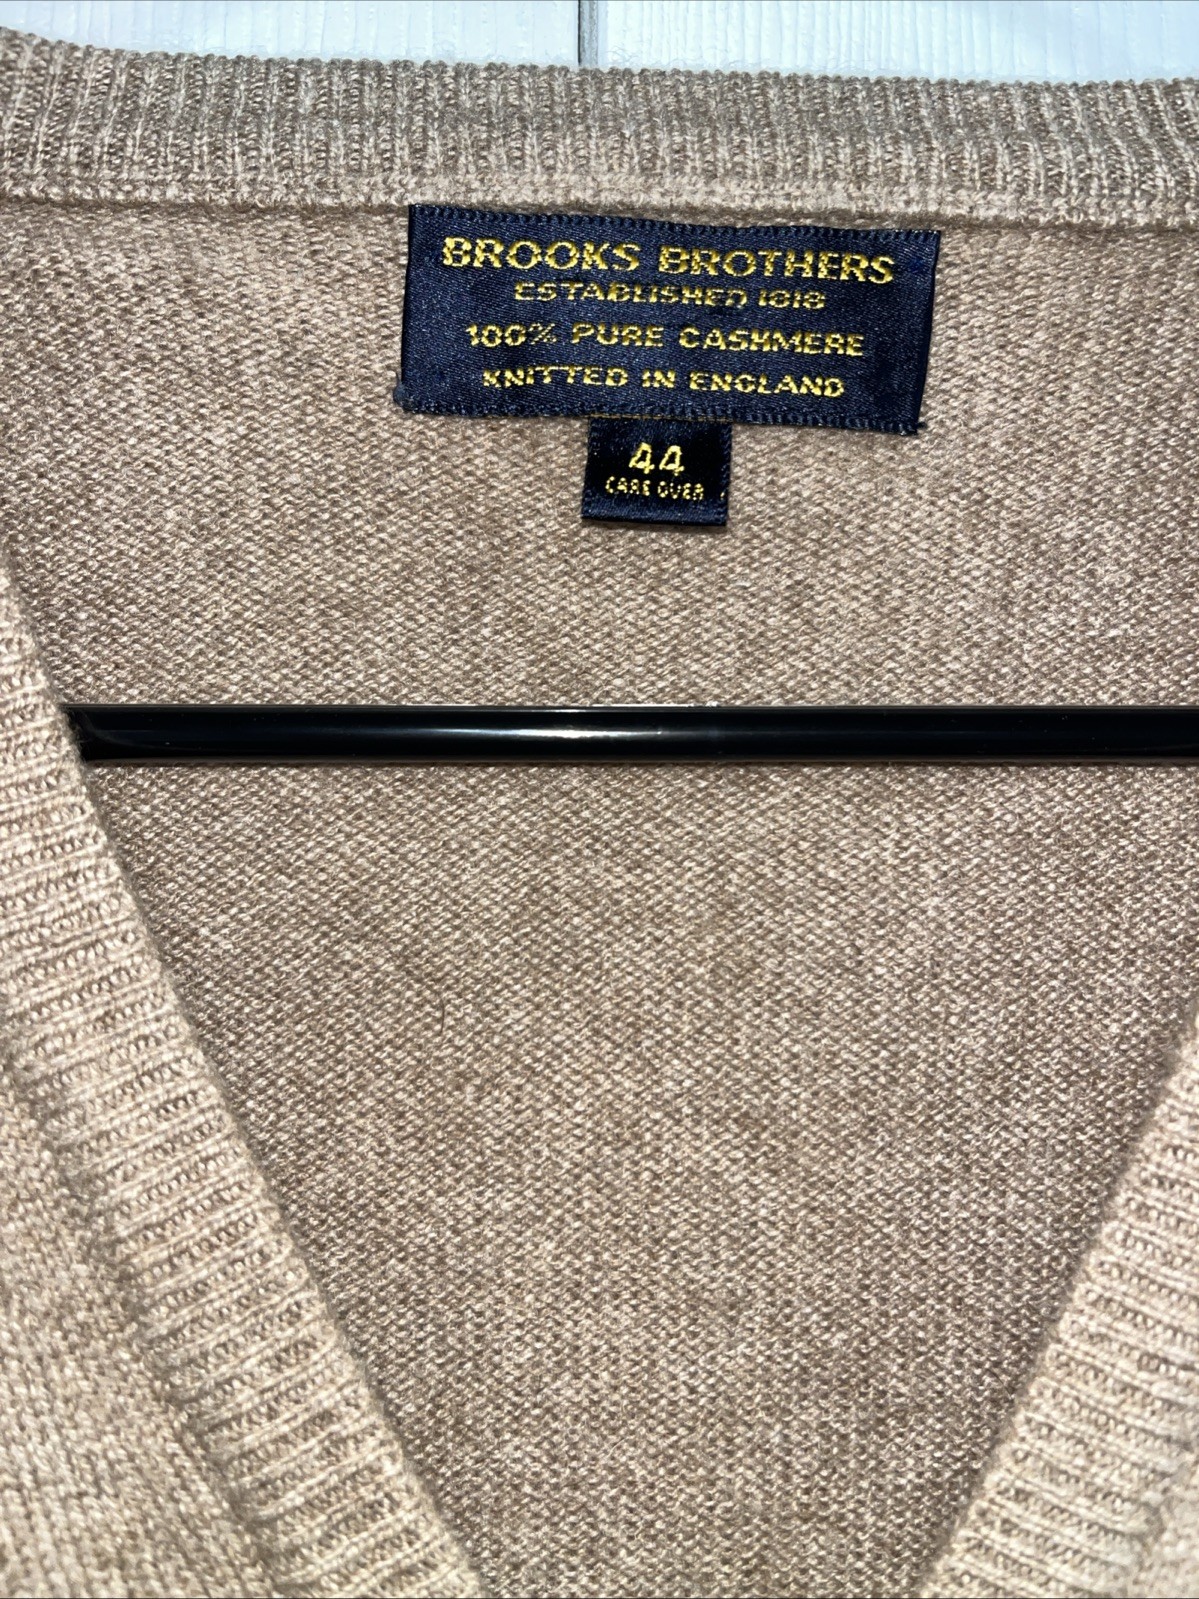 BROOKS BROTHERS
ESTABLISHED 1818
100% PURE CASHMERE
KNITTED IN ENGLAND
44
CARE OVER